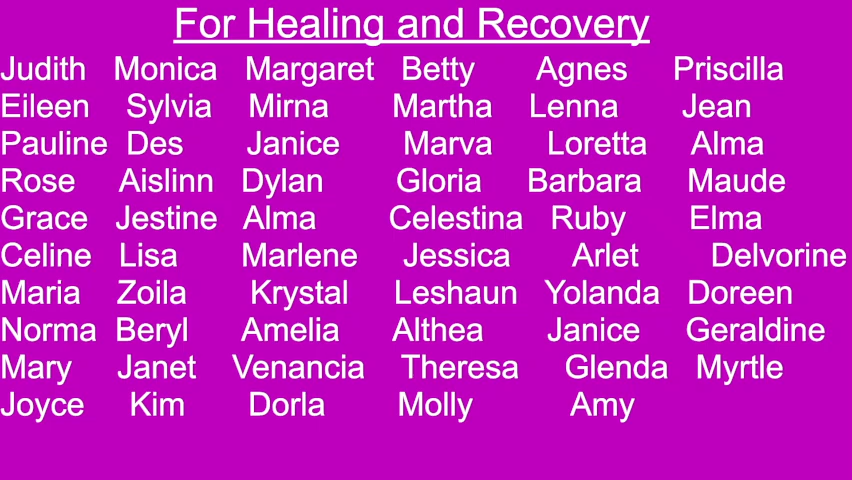 For Healing and Recovery
Judith Monica Margaret Betty Agnes Priscilla
Eileen Sylvia Mirna Martha Lenna Jean
Pauline Des Janice Marva Loretta Alma
Rose Aislinn Dylan Gloria Barbara Maude
Grace Jestine Alma Celestina Ruby Elma
Celine Lisa Marlene Jessica Arlet Delvorine
Maria Zoila Krystal Leshaun Yolanda Doreen
Norma Beryl Amelia Althea Janice Geraldine
Mary Janet Venancia Theresa Glenda Myrtle
Joyce Kim Dorla Molly Amy